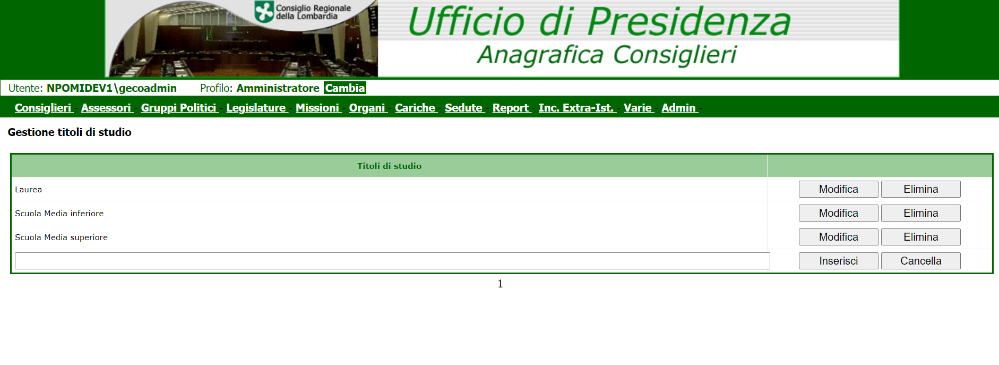 Consiglio Regionale
della Lombardia
Ufficio di Presidenza
Anagrafica Consiglieri
Utente: NPOMIDEV1\gecoadmin Profilo: Amministratore Cambia
Consiglieri - Assessori - Gruppi Politici - Legislature - Missioni - Organi - Cariche - Sedute - Report - Inc. Extra-Ist. - Varie - Admin -
Gestione titoli di studio
Titoli di studio
Laurea Modifica Elimina
Scuola Media inferiore Modifica Elimina
Scuola Media superiore Modifica Elimina
Inserisci Cancella
1